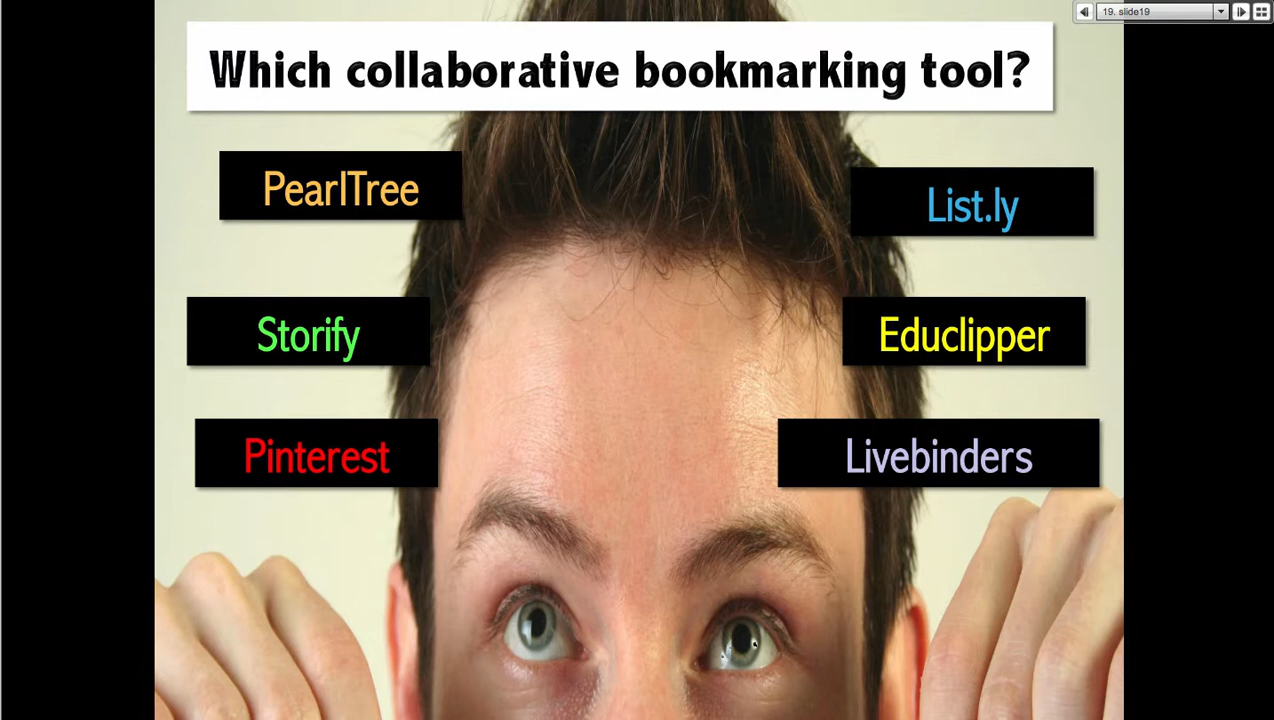 19. slide19
Which collaborative bookmarking tool?
PearlTree
List.ly
Storify
Educlipper
Pinterest
Livebinders